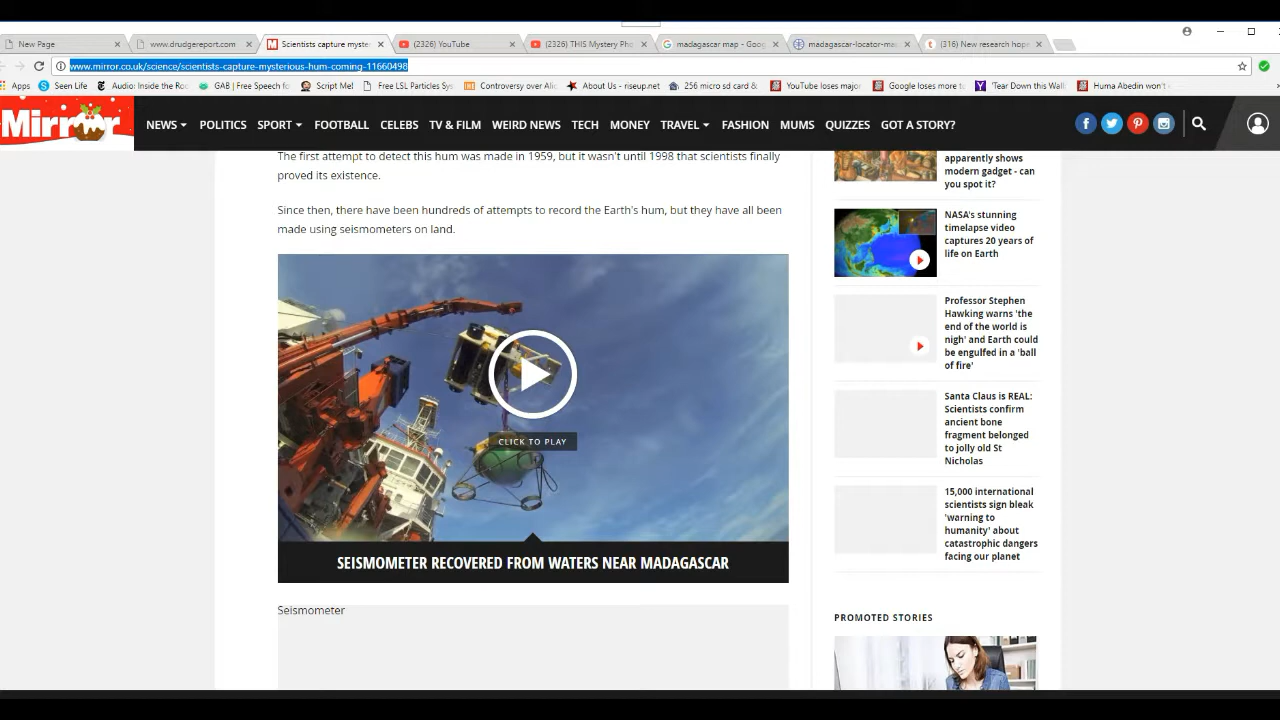 New Page
www.drudgereport.com
Scientists capture myste
(2326) YouTube
(2326) THIS Mystery Pho
madagascar map - Goog
madagascar-locator-ma
(316) New research hope
www.mirror.co.uk/science/scientists-capture-mysterious-hum-coming-11660498
Apps
Seen Life
Audio: Inside the Roo
GAB | Free Speech fo
Script Me!
Free LSL Particles Sys
Controversy over Alic
About Us - riseup.net
256 micro sd card &
YouTube loses major
Google loses more to
'Tear Down this Wall
Huma Abedin won't
Mirror
NEWS
POLITICS
SPORT
FOOTBALL
CELEBS
TV & FILM
WEIRD NEWS
TECH
MONEY
TRAVEL
FASHION
MUMS
QUIZZES
GOT A STORY?
The first attempt to detect this hum was made in 1959, but it wasn't until 1998 that scientists finally
proved its existence.
Since then, there have been hundreds of attempts to record the Earth's hum, but they have all been
made using seismometers on land.
CLICK TO PLAY
SEISMOMETER RECOVERED FROM WATERS NEAR MADAGASCAR
Seismometer
apparently shows
modern gadget - can
you spot it?
NASA's stunning
timelapse video
captures 20 years of
life on Earth
Professor Stephen
Hawking warns 'the
end of the world is
nigh' and Earth could
be engulfed in a 'ball
of fire'
Santa Claus is REAL:
Scientists confirm
ancient bone
fragment belonged
to jolly old St
Nicholas
15,000 international
scientists sign bleak
'warning to
humanity' about
catastrophic dangers
facing our planet
PROMOTED STORIES